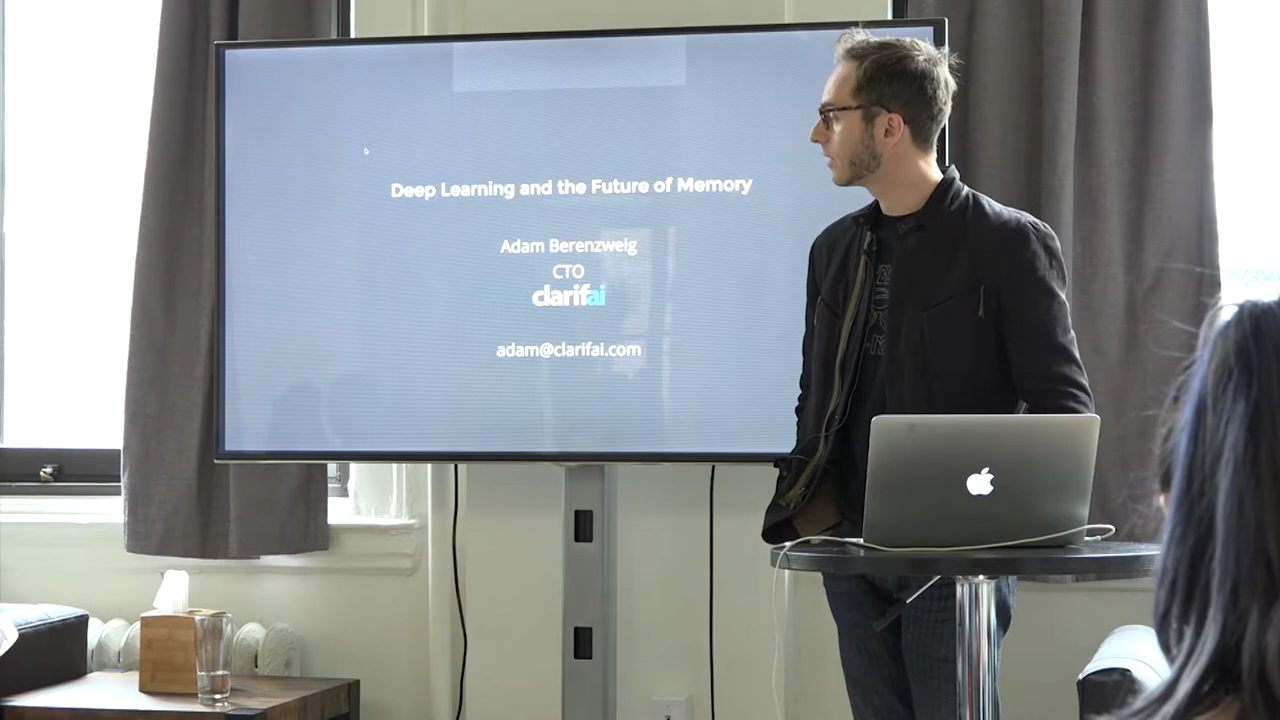 Deep Learning and the Future of Memory
Adam Berenzweig
CTO
clarifai
adam@clarifai.com